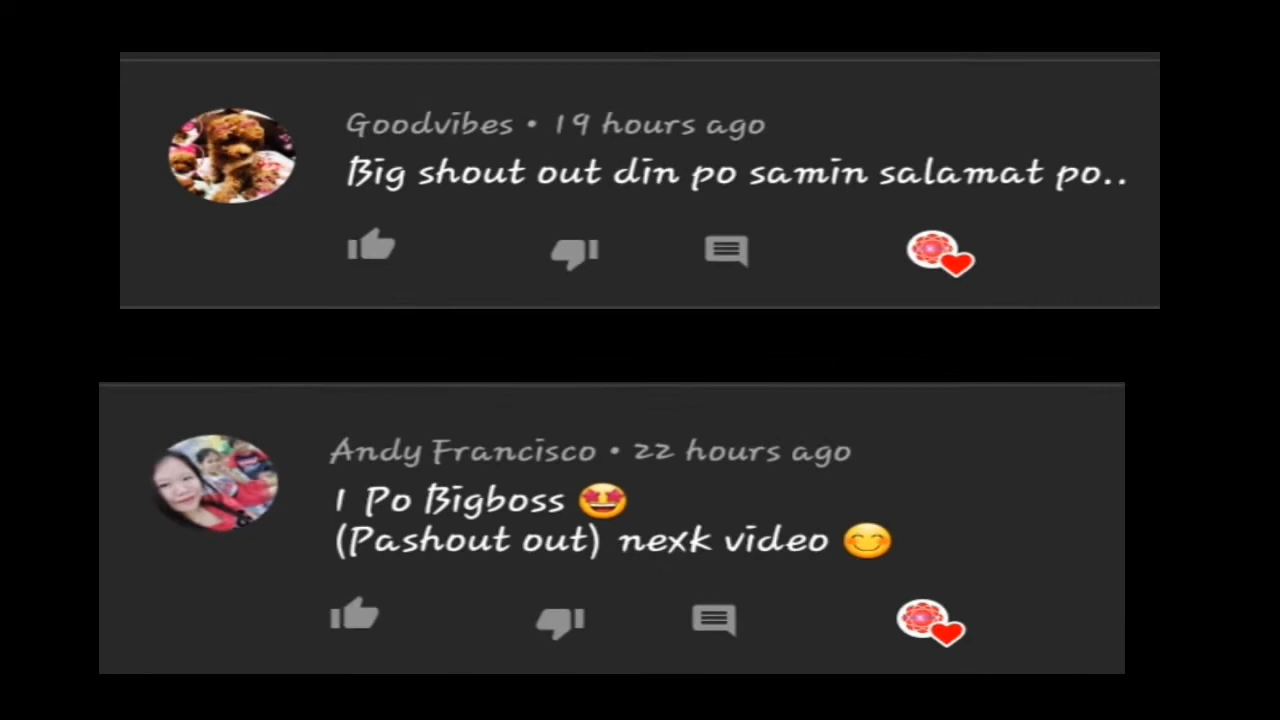 Goodvibes • 19 hours ago
Big shout out din po samin salamat po..
Andy Francisco • 22 hours ago
1 Po Bigboss 🤩
(Pashout out) nexk video 😊